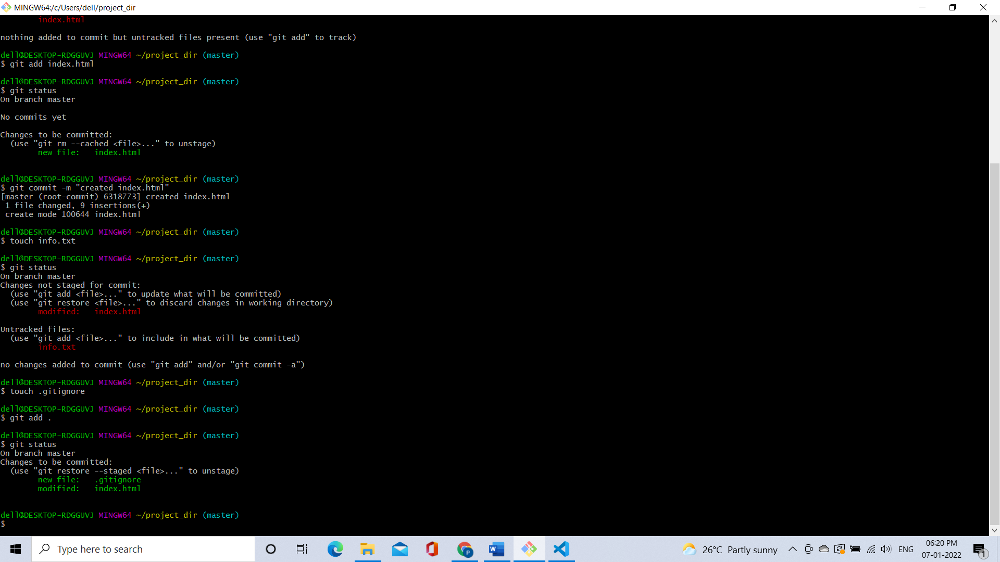 MINGW64:/c/Users/dell/project_dir
index.html
nothing added to commit but untracked files present (use "git add" to track)
dell@DESKTOP-RDGGUVJ MINGW64 ~/project_dir (master)
$ git add index.html
dell@DESKTOP-RDGGUVJ MINGW64 ~/project_dir (master)
$ git status
On branch master
No commits yet
Changes to be committed:
(use "git rm --cached <file>..." to unstage)
new file:   index.html
dell@DESKTOP-RDGGUVJ MINGW64 ~/project_dir (master)
$ git commit -m "created index.html"
[master (root-commit) 6318773] created index.html
1 file changed, 9 insertions(+)
create mode 100644 index.html
dell@DESKTOP-RDGGUVJ MINGW64 ~/project_dir (master)
$ touch info.txt
dell@DESKTOP-RDGGUVJ MINGW64 ~/project_dir (master)
$ git status
On branch master
Changes not staged for commit:
(use "git add <file>..." to update what will be committed)
(use "git restore <file>..." to discard changes in working directory)
modified:   index.html
Untracked files:
(use "git add <file>..." to include in what will be committed)
info.txt
no changes added to commit (use "git add" and/or "git commit -a")
dell@DESKTOP-RDGGUVJ MINGW64 ~/project_dir (master)
$ touch .gitignore
dell@DESKTOP-RDGGUVJ MINGW64 ~/project_dir (master)
$ git add .
dell@DESKTOP-RDGGUVJ MINGW64 ~/project_dir (master)
$ git status
On branch master
Changes to be committed:
(use "git restore --staged <file>..." to unstage)
new file:   .gitignore
modified:   index.html
dell@DESKTOP-RDGGUVJ MINGW64 ~/project_dir (master)
$
Type here to search
26°C Partly sunny
ENG
06:20 PM
07-01-2022
1